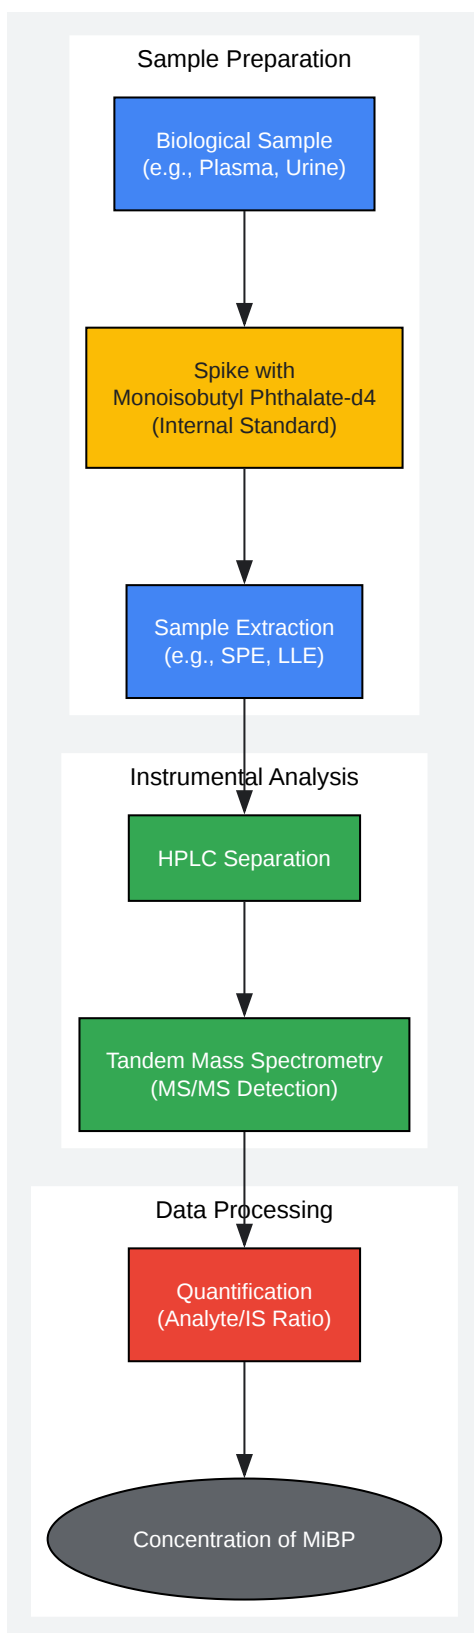 Sample Preparation
Biological Sample
(e.g., Plasma, Urine)
Spike with
Monoisobutyl Phthalate-d4
(Internal Standard)
Sample Extraction
(e.g., SPE, LLE)
Instrumental Analysis
HPLC Separation
Tandem Mass Spectrometry
(MS/MS Detection)
Data Processing
Quantification
(Analyte/IS Ratio)
Concentration of MiBP